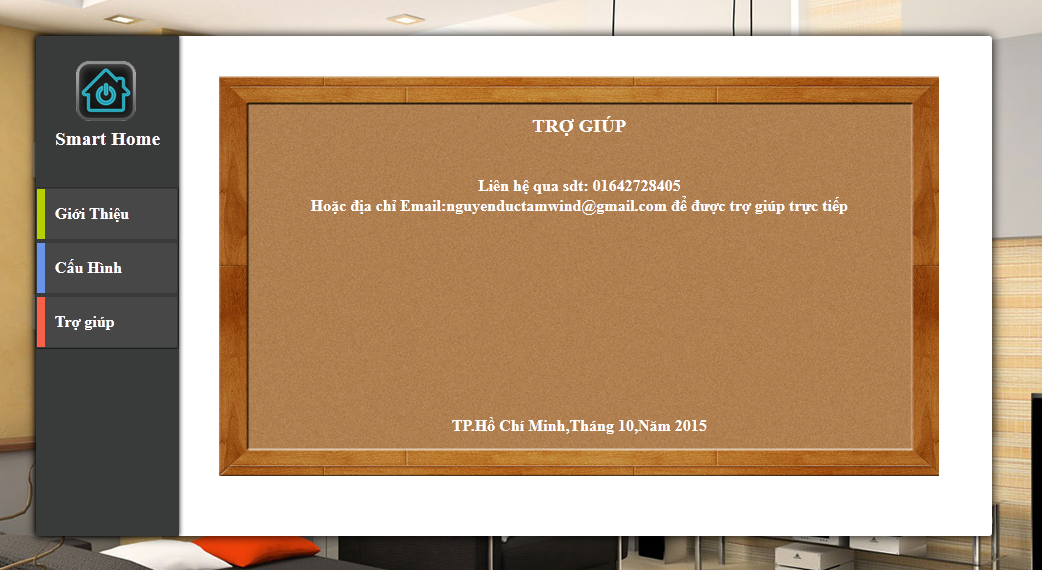 Smart Home
Giới Thiệu
Cấu Hình
Trợ giúp
TRỢ GIÚP
Liên hệ qua sdt: 01642728405
Hoặc địa chỉ Email:nguyenductamwind@gmail.com để được trợ giúp trực tiếp
TP.Hồ Chí Minh,Tháng 10,Năm 2015